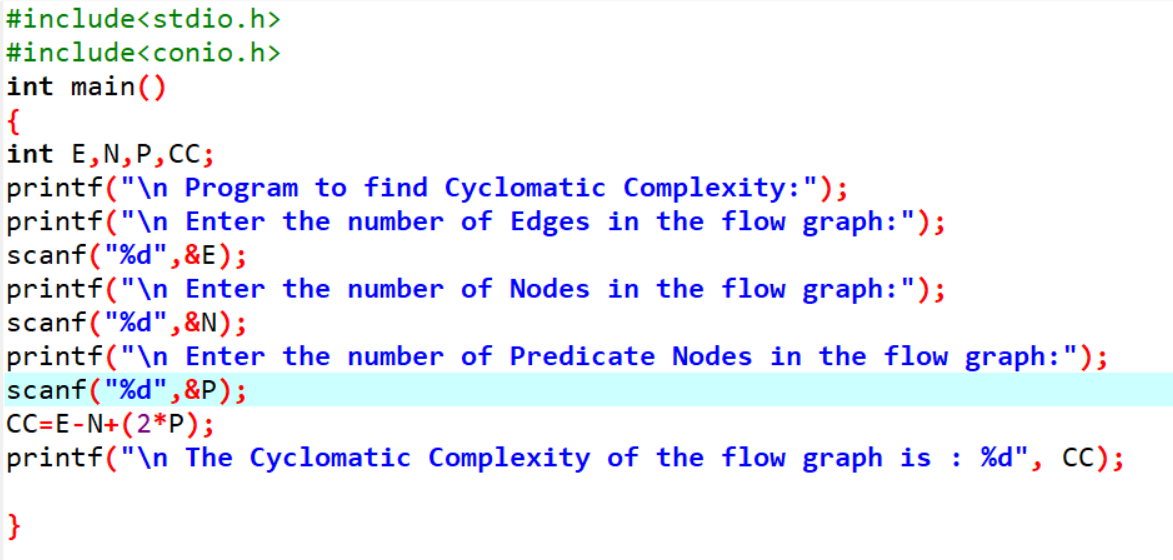 #include<stdio.h>
#include<conio.h>
int main()
{
int E,N,P,CC;
printf("\n Program to find Cyclomatic Complexity:");
printf("\n Enter the number of Edges in the flow graph:");
scanf("%d",&E);
printf("\n Enter the number of Nodes in the flow graph:");
scanf("%d",&N);
printf("\n Enter the number of Predicate Nodes in the flow graph:");
scanf("%d",&P);
CC=E-N+(2*P);
printf("\n The Cyclomatic Complexity of the flow graph is : %d", CC);
}